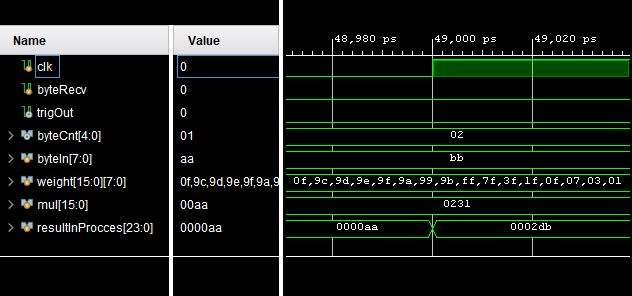 Name Value 48,980 ps 49,000 ps 49,020 ps
clk 0
byteRecv 0
trigOut 0
byteCnt[4:0] 01 02
byteIn[7:0] aa bb
weight[15:0][7:0] 0f,9c,9d,9e,9f,9a,9 0f,9c,9d,9e,9f,9a,99,9b,ff,7f,3f,1f,0f,07,03,01
mul[15:0] 00aa 0231
resultInProcces[23:0] 0000aa 0000aa 0002db